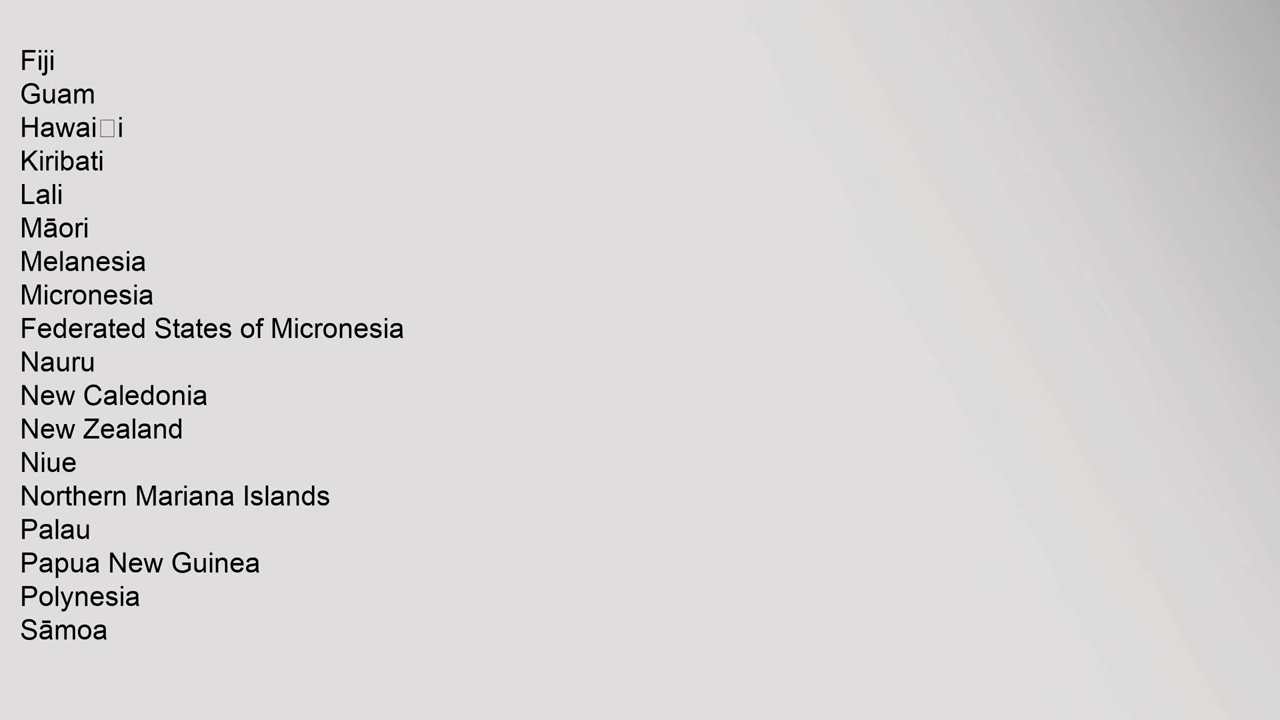 Fiji
Guam
Hawai□i
Kiribati
Lali
Māori
Melanesia
Micronesia
Federated States of Micronesia
Nauru
New Caledonia
New Zealand
Niue
Northern Mariana Islands
Palau
Papua New Guinea
Polynesia
Sāmoa